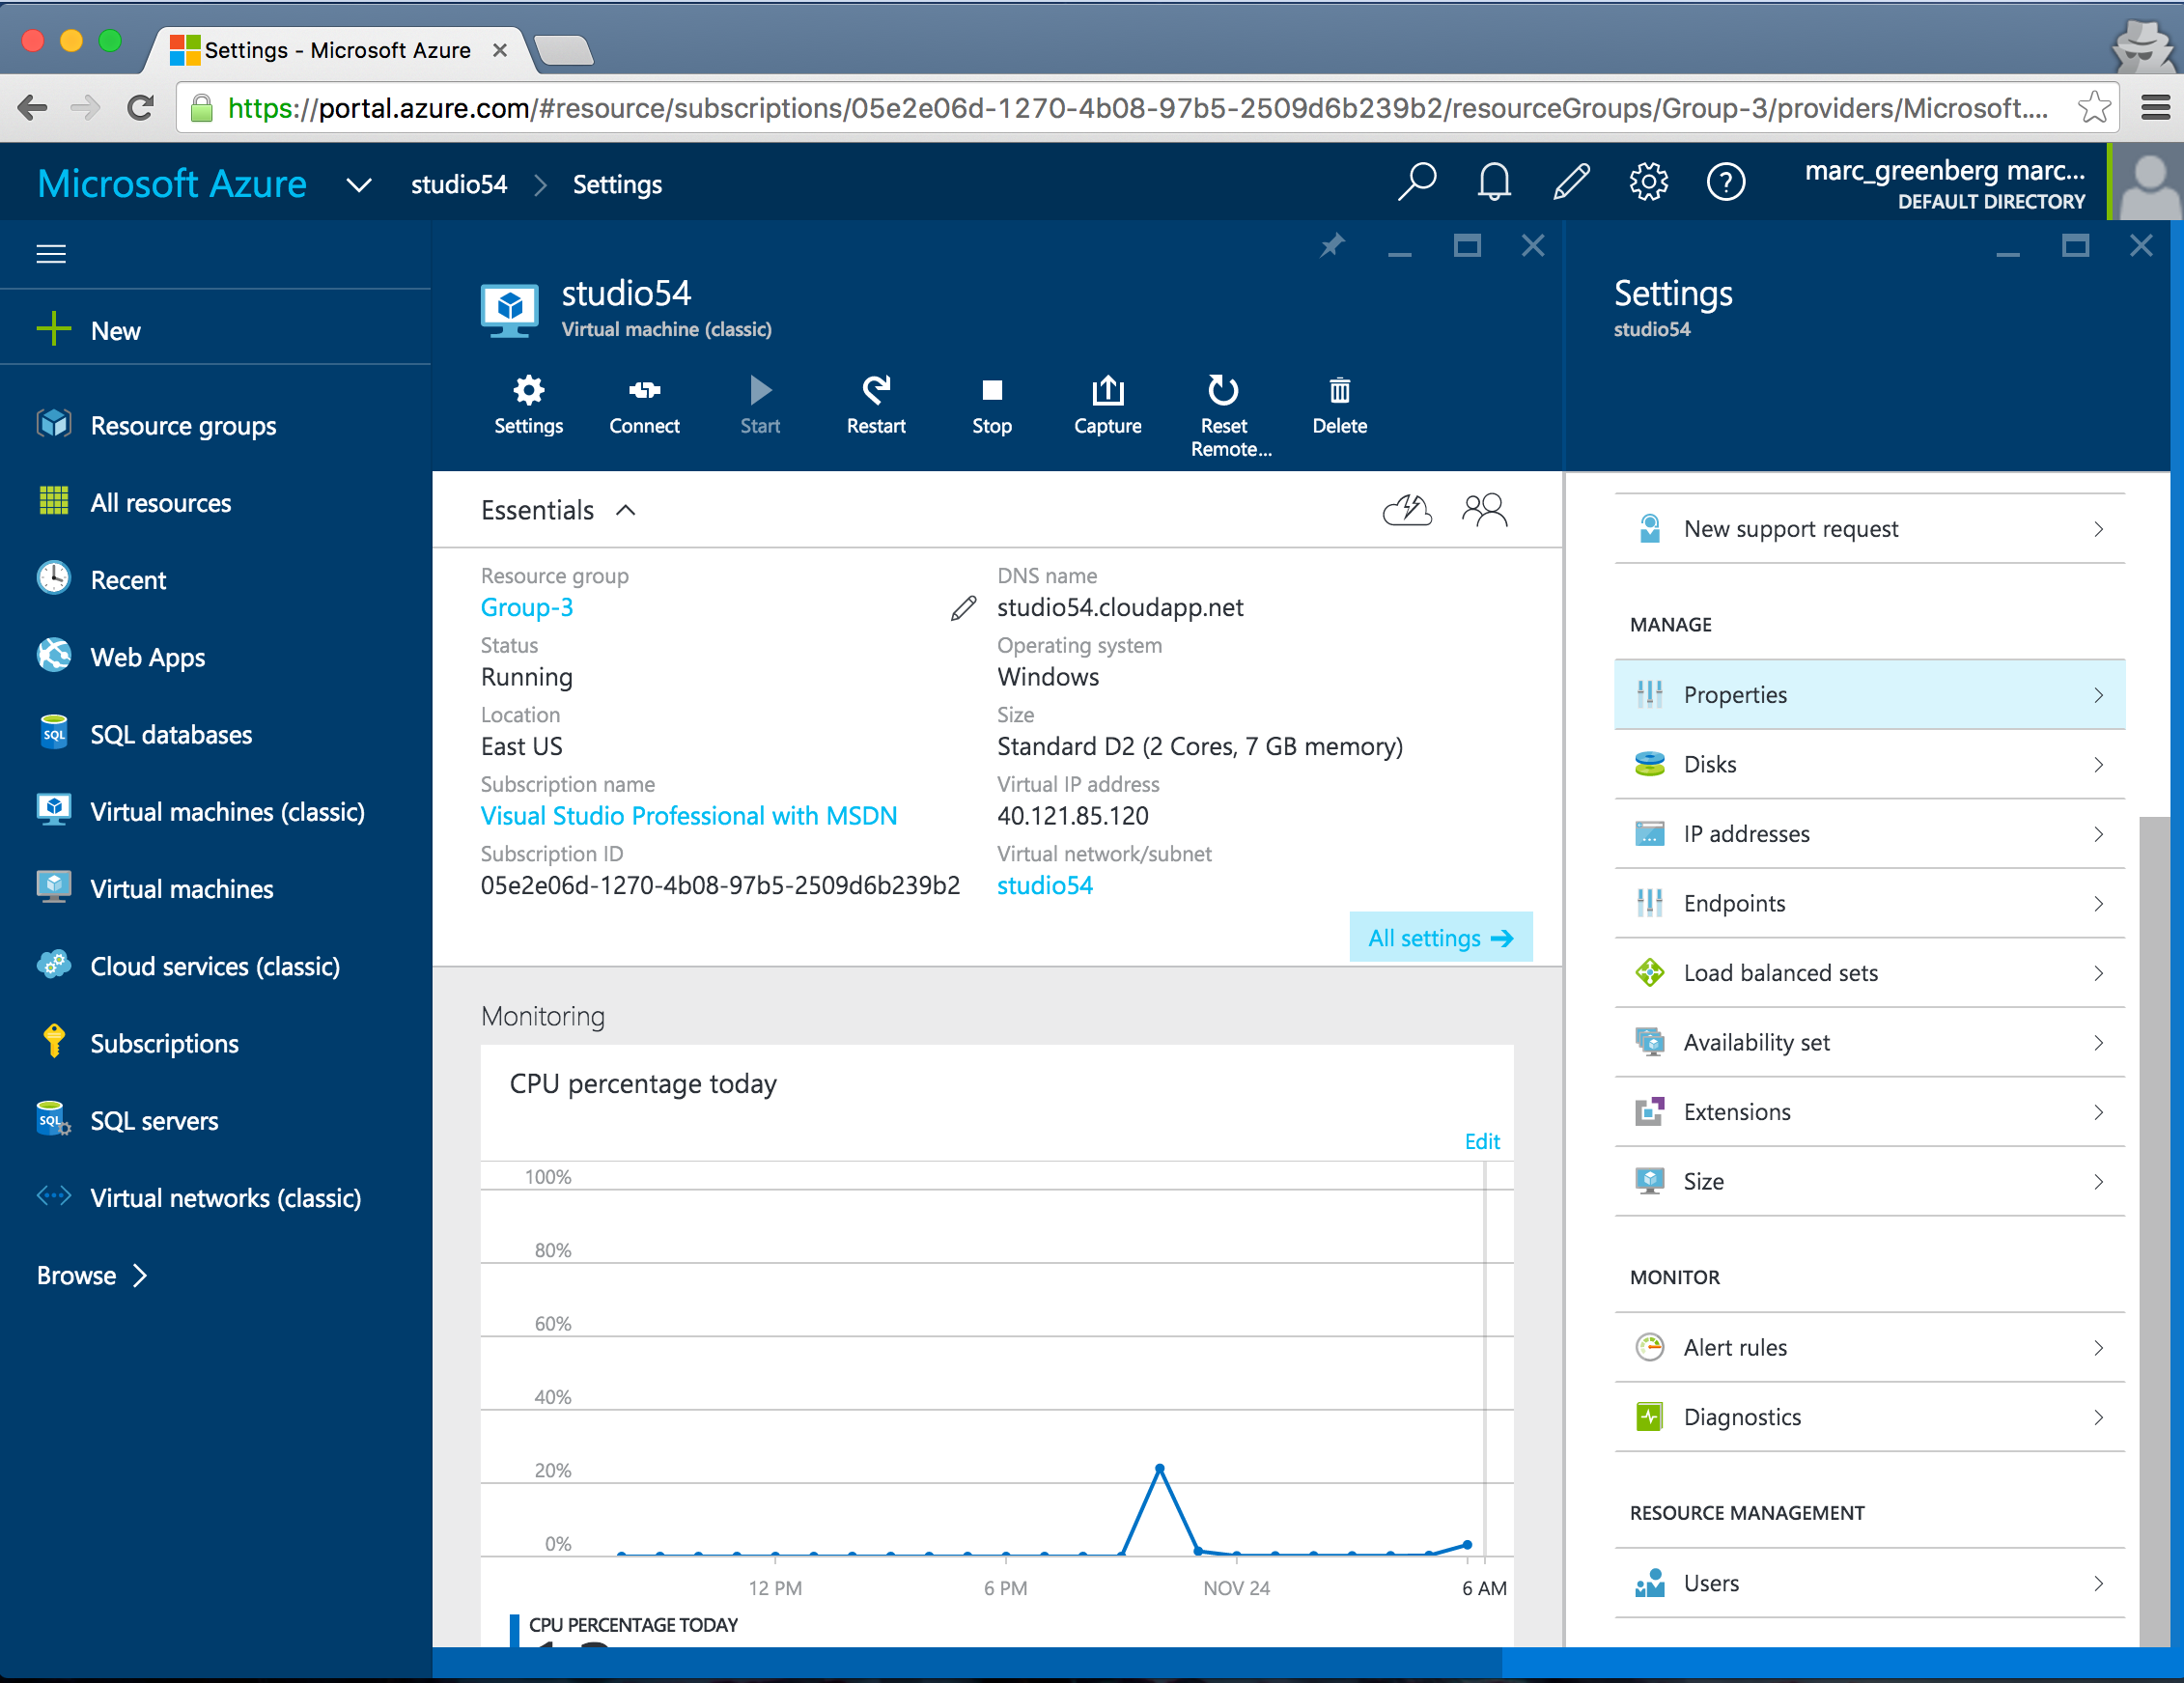 Settings - Microsoft Azure
https://portal.azure.com/#resource/subscriptions/05e2e06d-1270-4b08-97b5-2509d6b239b2/resourceGroups/Group-3/providers/Microsoft....
Microsoft Azure
studio54
Settings
marc_greenberg marc...
DEFAULT DIRECTORY
New
Resource groups
All resources
Recent
Web Apps
SQL
SQL databases
Virtual machines (classic)
Virtual machines
Cloud services (classic)
Subscriptions
SQL
SQL servers
Virtual networks (classic)
Browse
studio54
Virtual machine (classic)
Settings
Connect
Start
Restart
Stop
Capture
Reset
Remote...
Delete
Essentials
Resource group
Group-3
Status
Running
Location
East US
Subscription name
Visual Studio Professional with MSDN
Subscription ID
05e2e06d-1270-4b08-97b5-2509d6b239b2
DNS name
studio54.cloudapp.net
Operating system
Windows
Size
Standard D2 (2 Cores, 7 GB memory)
Virtual IP address
40.121.85.120
Virtual network/subnet
studio54
All settings
Monitoring
CPU percentage today
Edit
100%
80%
60%
40%
20%
0%
12 PM
6 PM
NOV 24
6 AM
CPU PERCENTAGE TODAY
Settings
studio54
New support request
MANAGE
Properties
Disks
IP addresses
Endpoints
Load balanced sets
Availability set
Extensions
Size
MONITOR
Alert rules
Diagnostics
RESOURCE MANAGEMENT
Users